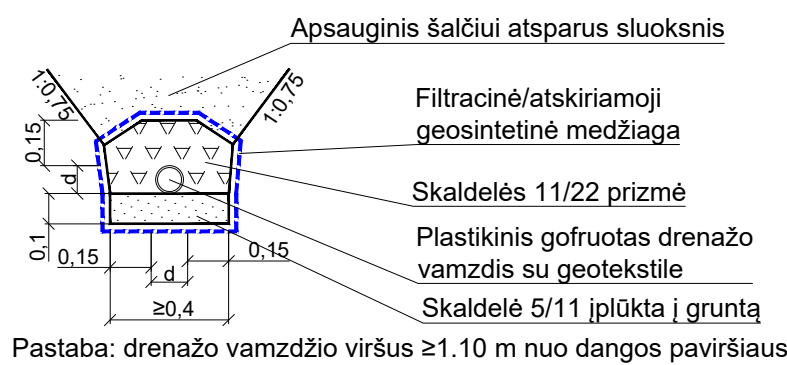 Apsauginis šalčiui atsparus sluoksnis
1:0,75
1:0,75
Filtracinė/atskiriamoji
geosintetinė medžiaga
0,15
d
Skaldelės 11/22 prizmė
0,1
Plastikinis gofruotas drenažo
vamzdis su geotekstile
0,15
d
0,15
≥0,4
Skaldelė 5/11 įplūkta į gruntą
Pastaba: drenažo vamzdžio viršus ≥1.10 m nuo dangos paviršiaus